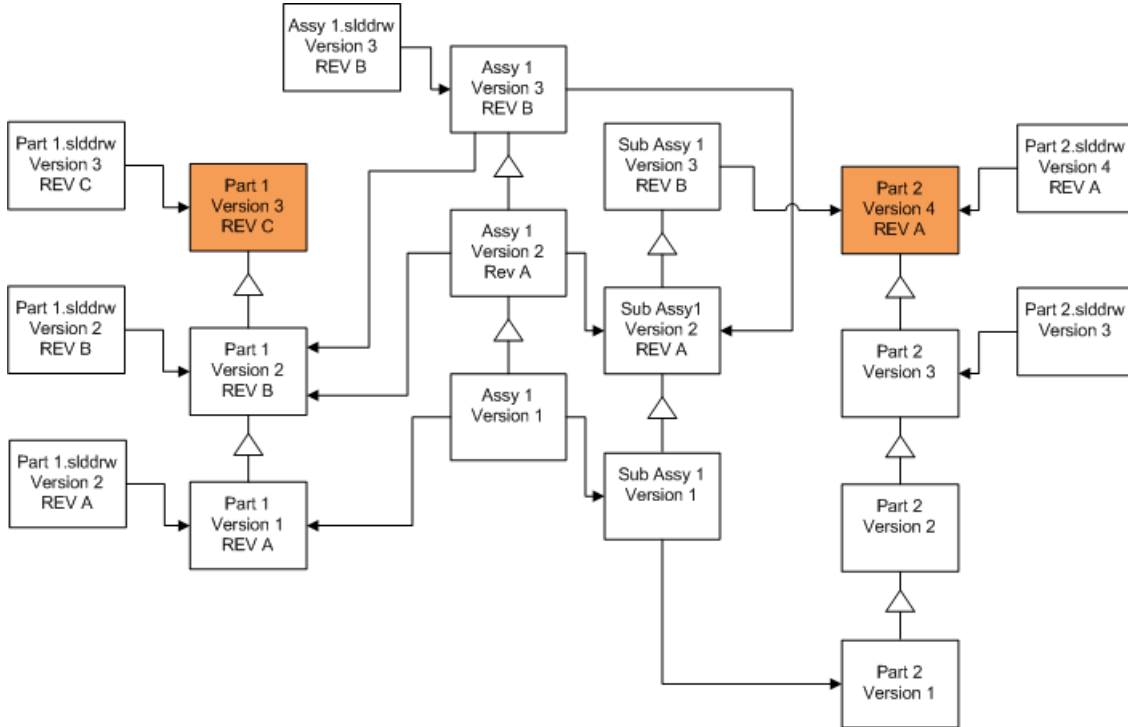 Assy 1.slddrw
Version 3
REV B
Assy 1
Version 3
REV B
Part 1.slddrw
Version 3
REV C
Part 1
Version 3
REV C
Sub Assy 1
Version 3
REV B
Part 2
Version 4
REV A
Part 2.slddrw
Version 4
REV A
Assy 1
Version 2
Rev A
Part 1.slddrw
Version 2
REV B
Part 1
Version 2
REV B
Sub Assy1
Version 2
REV A
Part 2
Version 3
Part 2.slddrw
Version 3
Assy 1
Version 1
Part 1.slddrw
Version 2
REV A
Part 1
Version 1
REV A
Sub Assy 1
Version 1
Part 2
Version 2
Part 2
Version 1